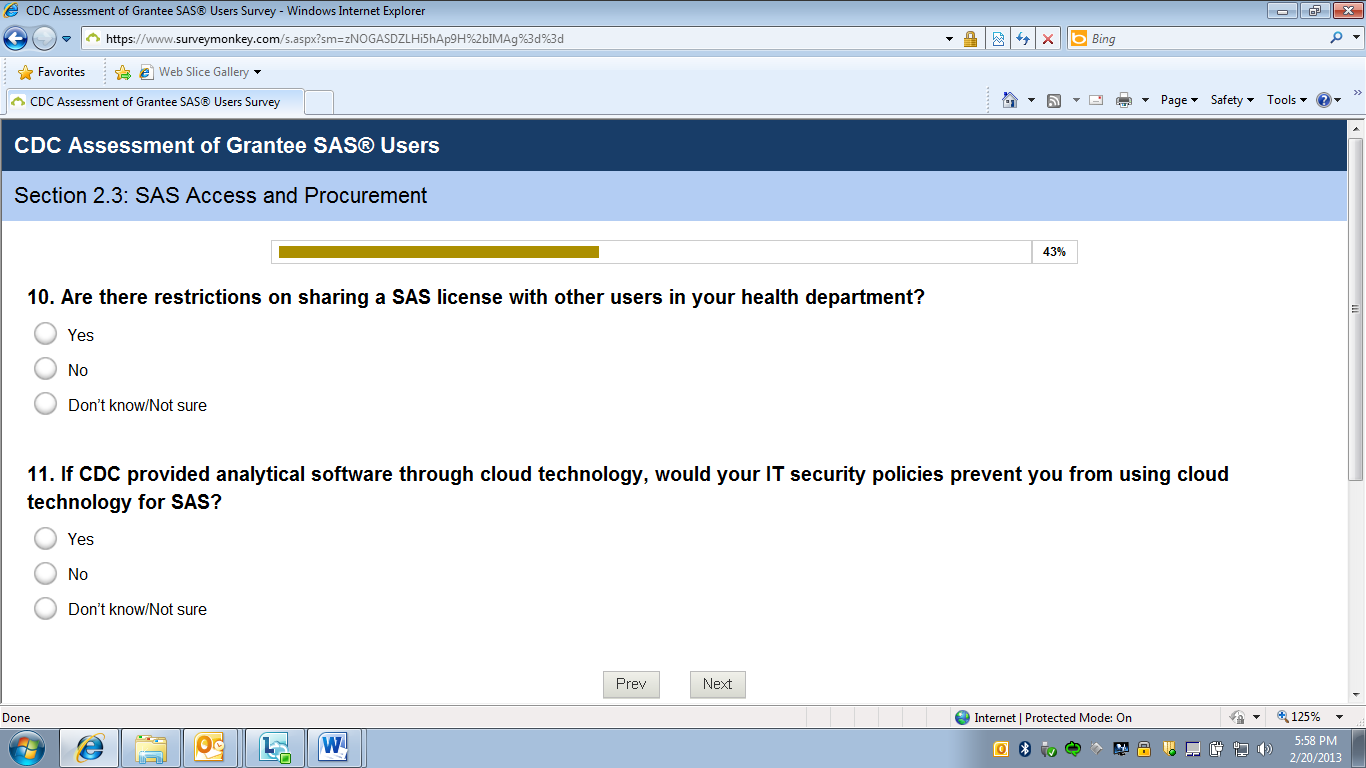 CDC Assessment of Grantee SAS® Users Survey - Windows Internet Explorer
https://www.surveymonkey.com/s.aspx?sm=zNOGASDZLHi5hAp9H%2bIMAg%3d%3d
Bing
Favorites
Web Slice Gallery
CDC Assessment of Grantee SAS® Users Survey
Page
Safety
Tools
CDC Assessment of Grantee SAS® Users
Section 2.3: SAS Access and Procurement
43%
10. Are there restrictions on sharing a SAS license with other users in your health department?
Yes
No
Don't know/Not sure
11. If CDC provided analytical software through cloud technology, would your IT security policies prevent you from using cloud
technology for SAS?
Yes
No
Don't know/Not sure
Prev
Next
Done
Internet | Protected Mode: On
125%
5:58 PM
2/20/2013